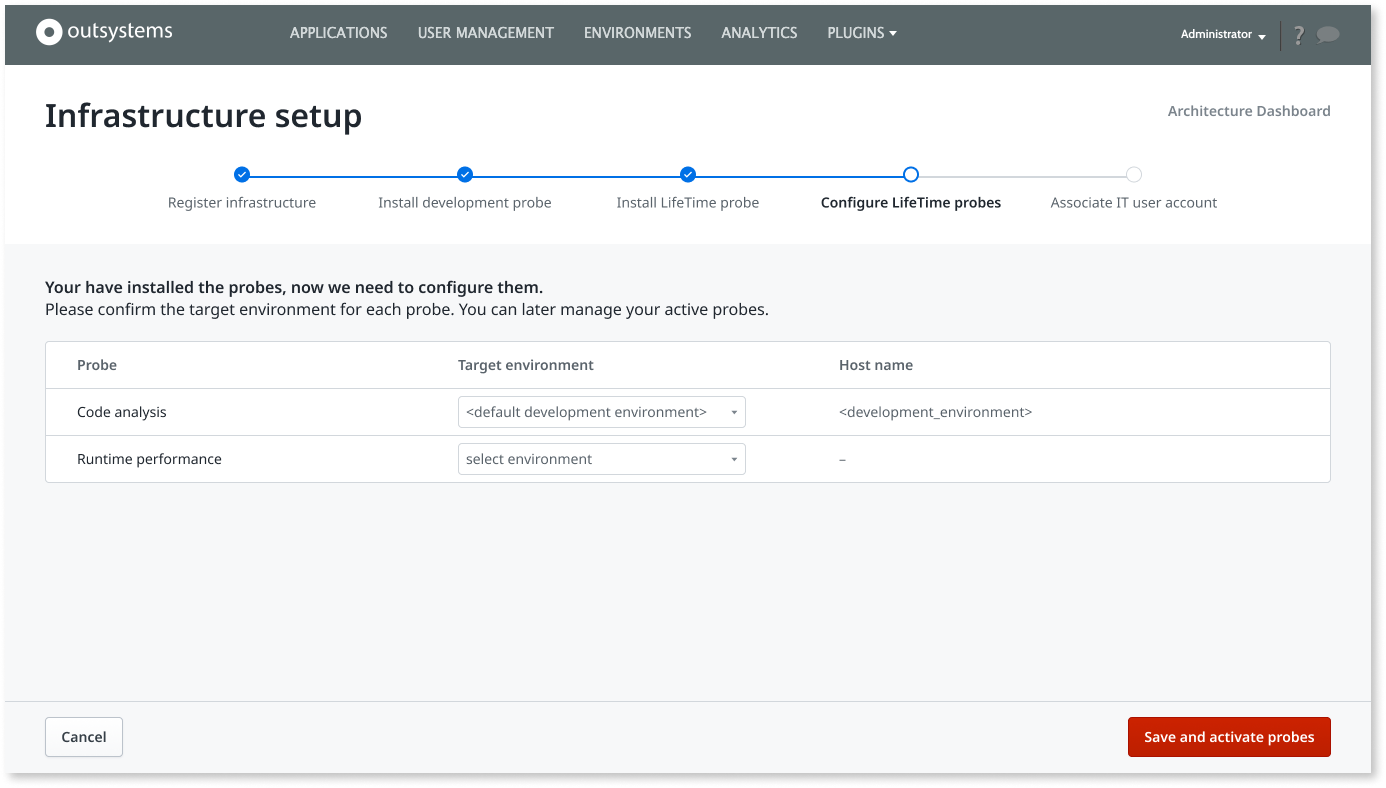 outsystems APPLICATIONS USER MANAGEMENT ENVIRONMENTS ANALYTICS PLUGINS Administrator ?
Infrastructure setup
Architecture Dashboard
Register infrastructure Install development probe Install LifeTime probe Configure LifeTime probes Associate IT user account
Your have installed the probes, now we need to configure them.
Please confirm the target environment for each probe. You can later manage your active probes.
Probe Target environment Host name
Code analysis <default development environment> <development_environment>
Runtime performance select environment –
Cancel Save and activate probes